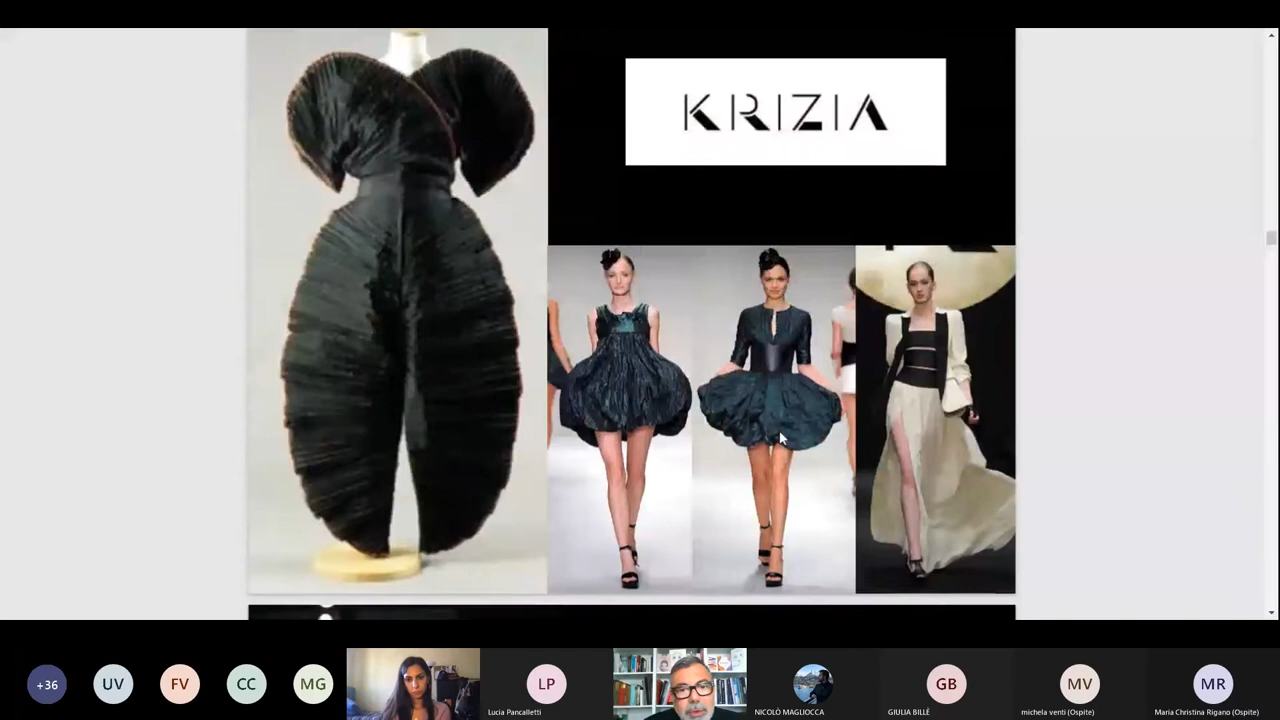 KRIZIA
+36
UV
FV
CC
MG
LP
Lucia Pancalletti
NICOLÒ MAGLIOCCA
GB
GIULIA BILLÈ
MV
michela venti (Ospite)
MR
Maria Christina Rigano (Ospite)